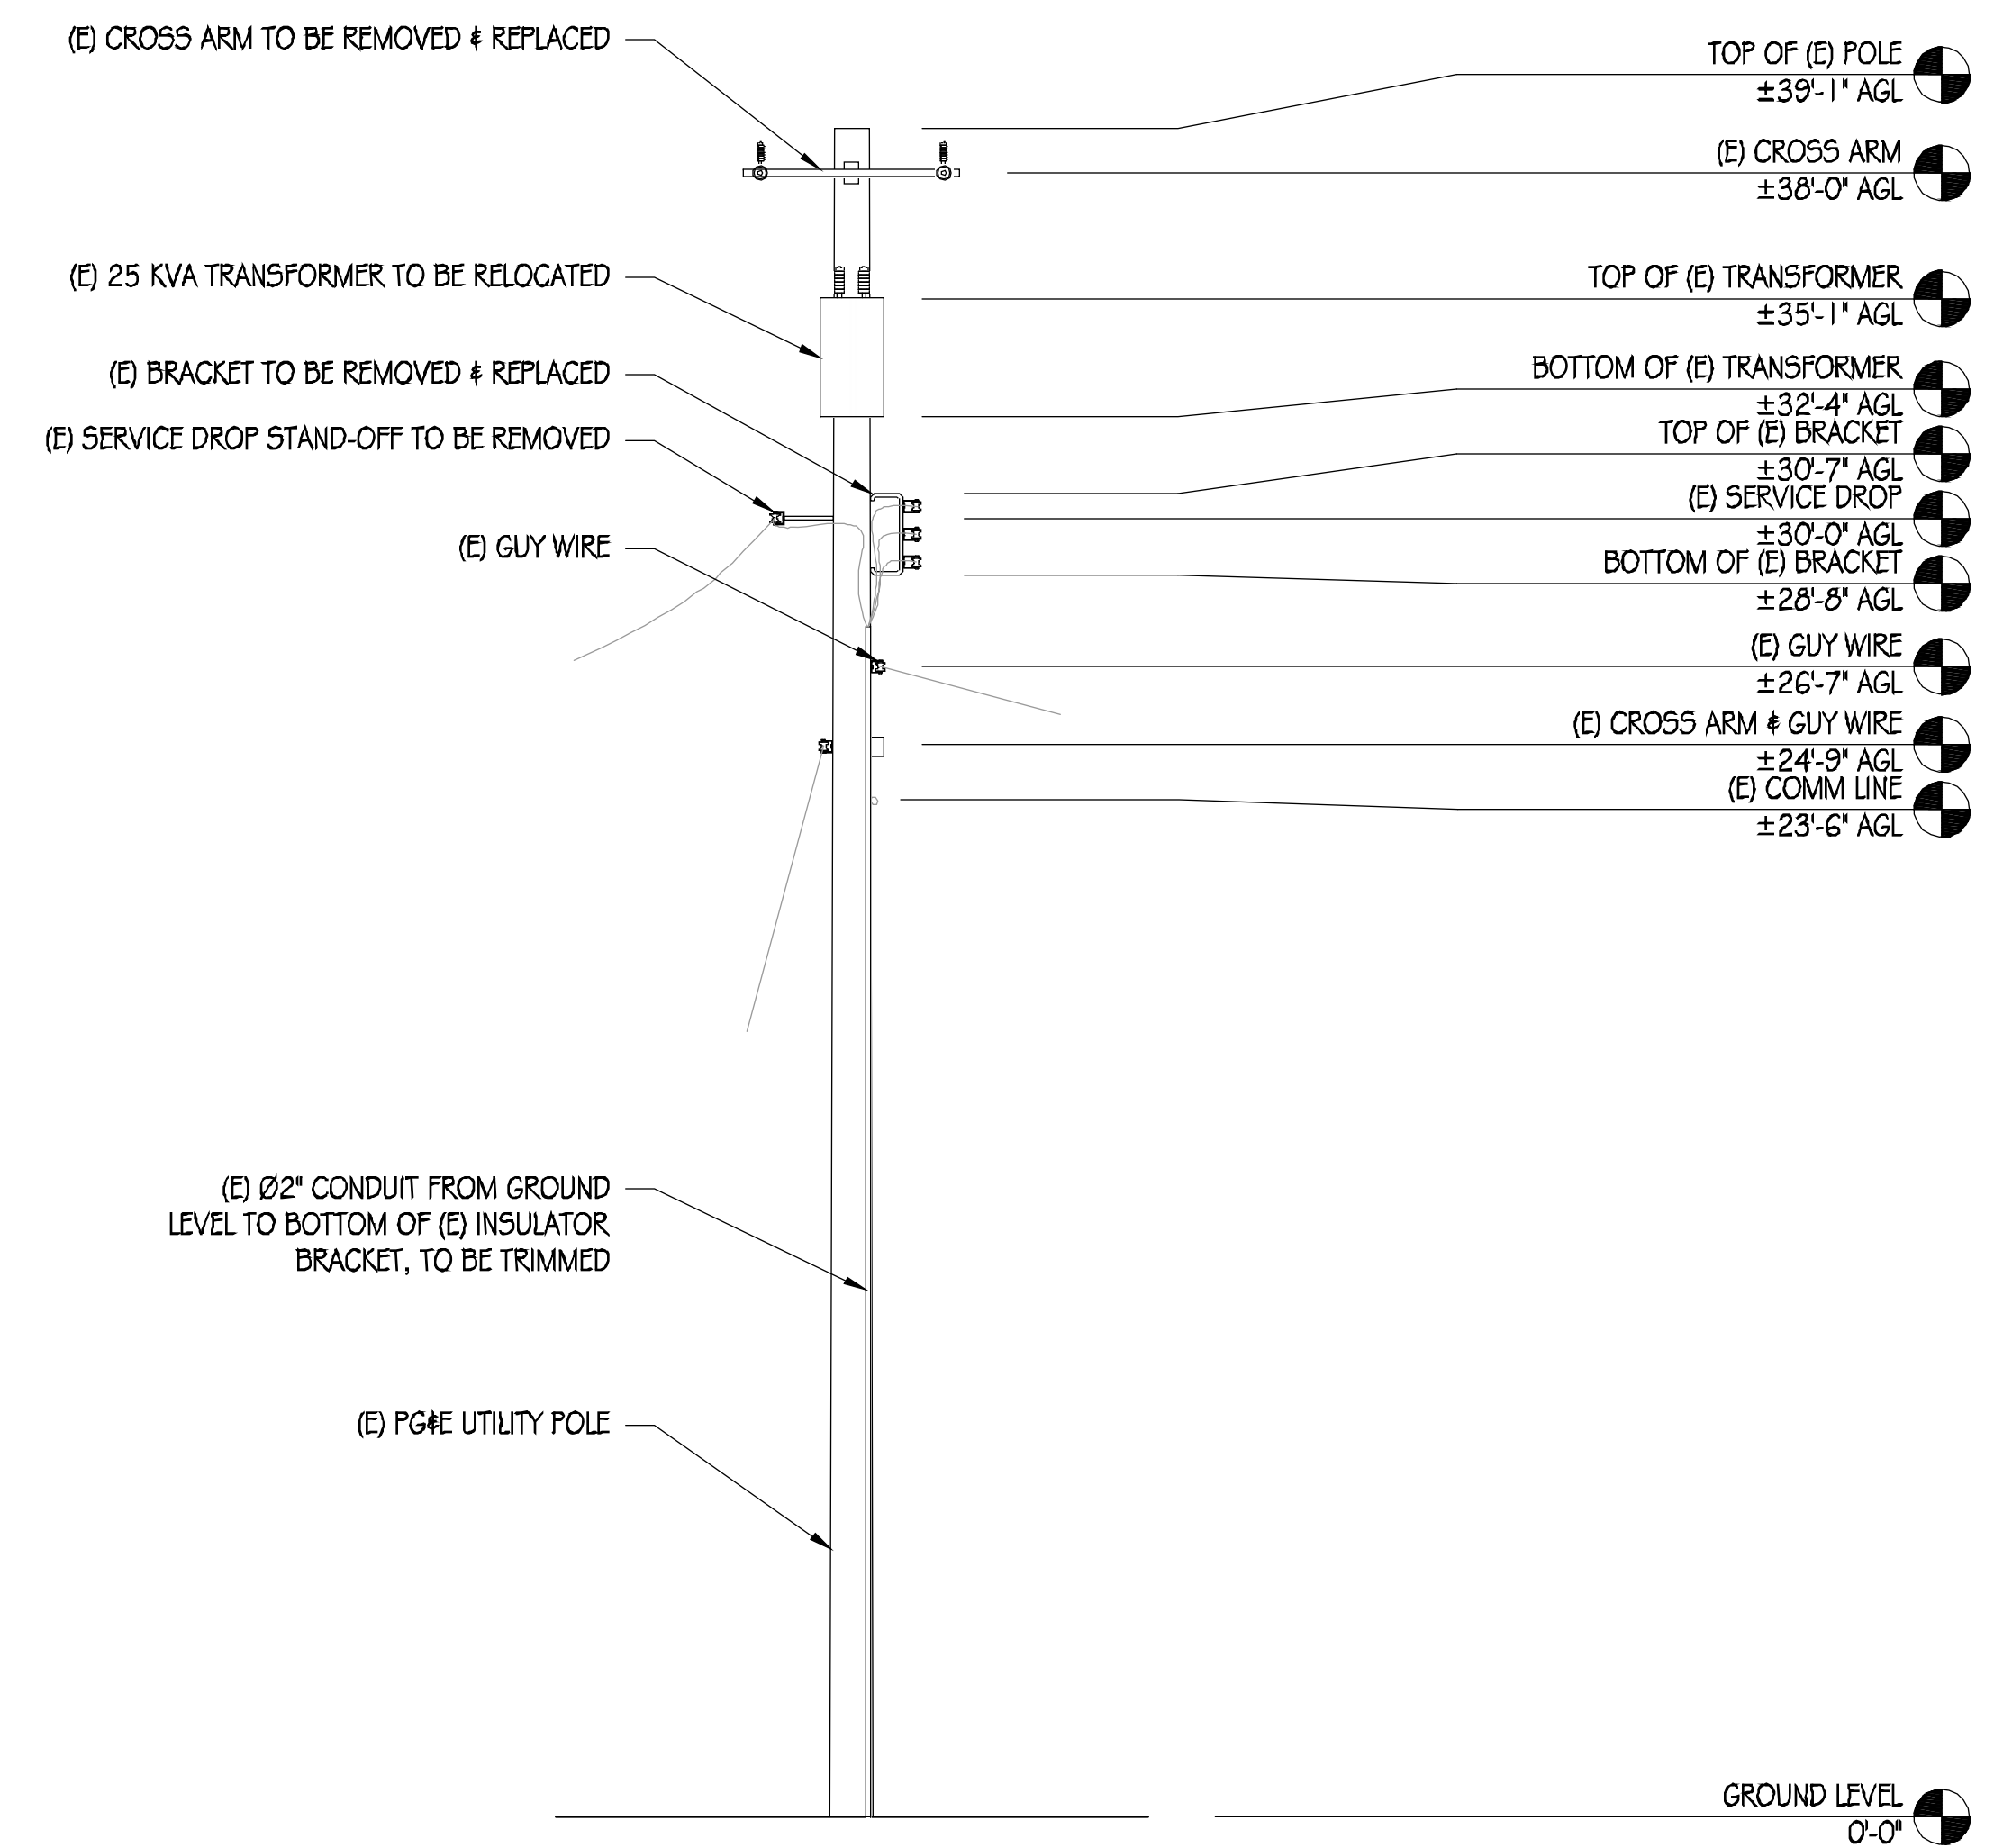 (E) CROSS ARM TO BE REMOVED & REPLACED
(E) 25 KVA TRANSFORMER TO BE RELOCATED
(E) BRACKET TO BE REMOVED & REPLACED
(E) SERVICE DROP STAND-OFF TO BE REMOVED
(E) GUY WIRE
(E) Ø2" CONDUIT FROM GROUND
LEVEL TO BOTTOM OF (E) INSULATOR
BRACKET, TO BE TRIMMED
(E) PG&E UTILITY POLE
TOP OF (E) POLE
±39'-1" AGL
(E) CROSS ARM
±38'-0" AGL
TOP OF (E) TRANSFORMER
±35'-1" AGL
BOTTOM OF (E) TRANSFORMER
±32'-4" AGL
TOP OF (E) BRACKET
±30'-7" AGL
(E) SERVICE DROP
±30'-0" AGL
BOTTOM OF (E) BRACKET
±28'-8" AGL
(E) GUY WIRE
±26'-7" AGL
(E) CROSS ARM & GUY WIRE
±24'-9" AGL
(E) COMM LINE
±23'-6" AGL
GROUND LEVEL
0'-0"